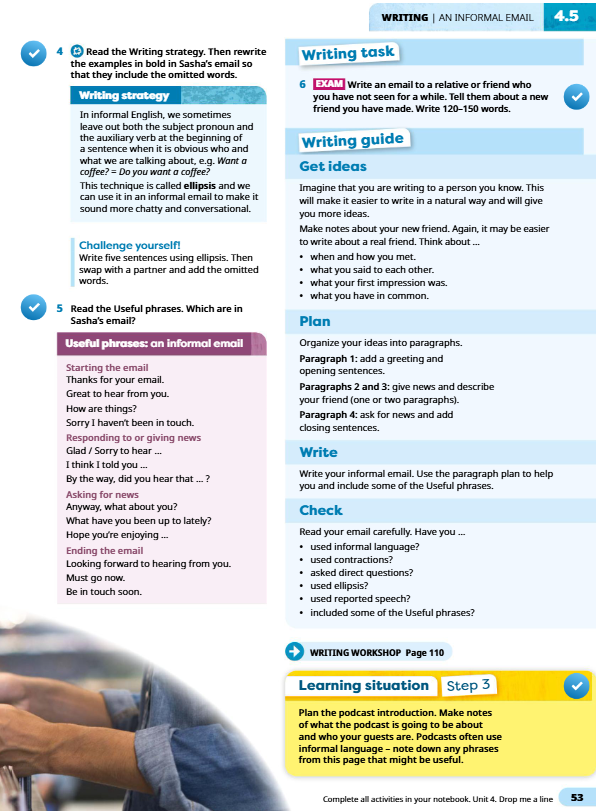 WRITING | AN INFORMAL EMAIL 4.5
4 Read the Writing strategy. Then rewrite
the examples in bold in Sasha's email so
that they include the omitted words.
Writing strategy
In informal English, we sometimes
leave out both the subject pronoun and
the auxiliary verb at the beginning of
a sentence when it is obvious who and
what we are talking about, e.g. Want a
coffee? = Do you want a coffee?
This technique is called ellipsis and we
can use it in an informal email to make it
sound more chatty and conversational.
Challenge yourself!
Write five sentences using ellipsis. Then
swap with a partner and add the omitted
words.
5 Read the Useful phrases. Which are in
Sasha's email?
Useful phrases: an informal email
Starting the email
Thanks for your email.
Great to hear from you.
How are things?
Sorry I haven't been in touch.
Responding to or giving news
Glad / Sorry to hear ...
I think I told you ...
By the way, did you hear that ... ?
Asking for news
Anyway, what about you?
What have you been up to lately?
Hope you're enjoying ...
Ending the email
Looking forward to hearing from you.
Must go now.
Be in touch soon.
Writing task
6 EXAM Write an email to a relative or friend who
you have not seen for a while. Tell them about a new
friend you have made. Write 120–150 words.
Writing guide
Get ideas
Imagine that you are writing to a person you know. This
will make it easier to write in a natural way and will give
you more ideas.
Make notes about your new friend. Again, it may be easier
to write about a real friend. Think about ...
• when and how you met.
• what you said to each other.
• what your first impression was.
• what you have in common.
Plan
Organize your ideas into paragraphs.
Paragraph 1: add a greeting and
opening sentences.
Paragraphs 2 and 3: give news and describe
your friend (one or two paragraphs).
Paragraph 4: ask for news and add
closing sentences.
Write
Write your informal email. Use the paragraph plan to help
you and include some of the Useful phrases.
Check
Read your email carefully. Have you ...
• used informal language?
• used contractions?
• asked direct questions?
• used ellipsis?
• used reported speech?
• included some of the Useful phrases?
WRITING WORKSHOP Page 110
Learning situation Step 3
Plan the podcast introduction. Make notes
of what the podcast is going to be about
and who your guests are. Podcasts often use
informal language – note down any phrases
from this page that might be useful.
Complete all activities in your notebook. Unit 4. Drop me a line 53